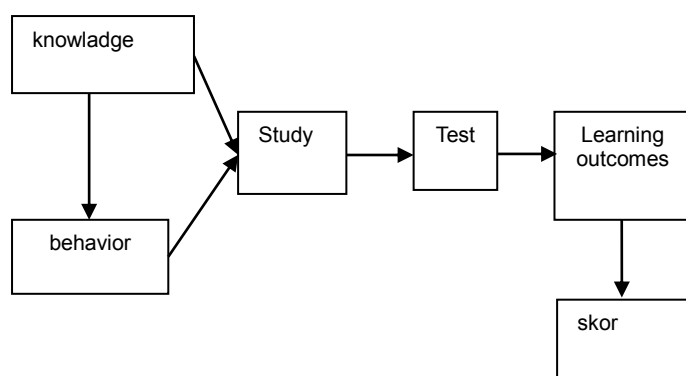 knowladge
Study
Test
Learning
outcomes
behavior
skor